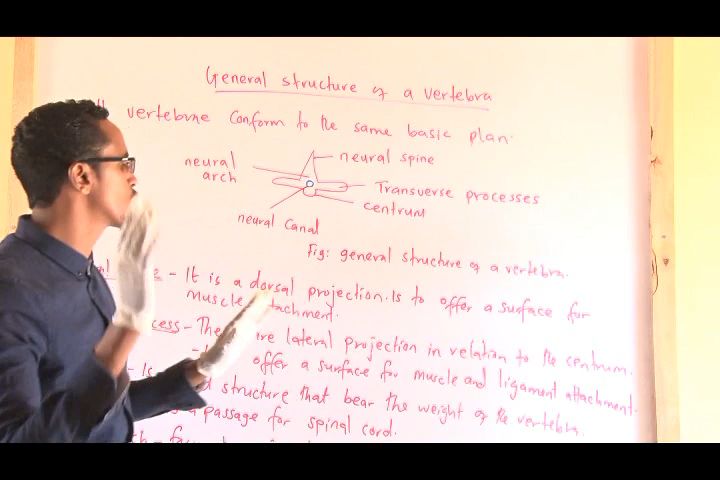 General structure of a vertebra
vertebrae conform to the same basic plan.
neural arch
neural spine
Transverse processes
centrum
neural canal
Fig: general structure of a vertebra.
- It is a dorsal projection. Is to offer a surface for
muscle
lateral projection in relation to the centrum.
offer a surface for muscle and ligament attachment.
- Is structure that bear the weight of the vertebra.
a passage for spinal cord.